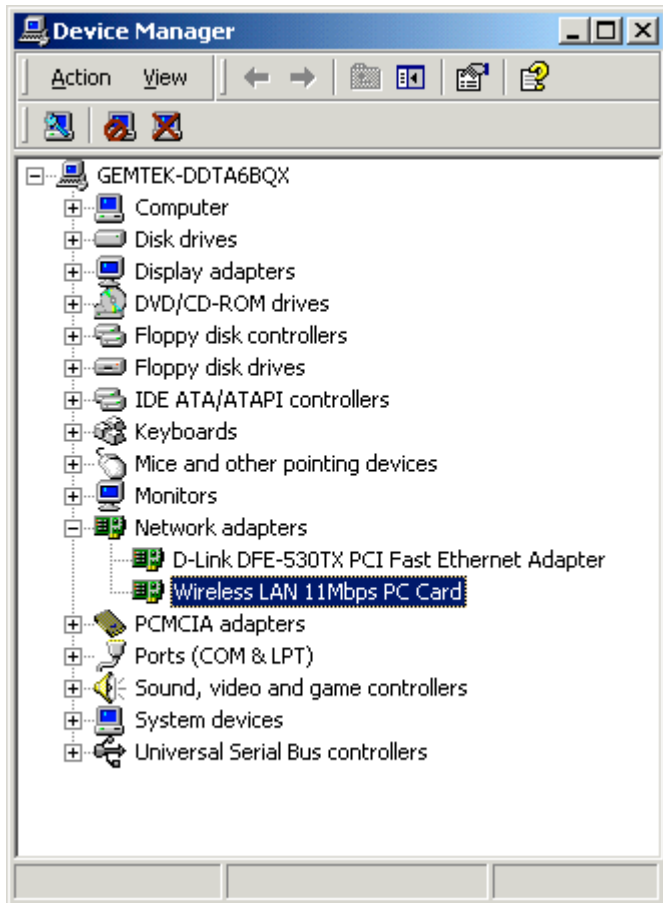 Device Manager
Action View
GEMTEK-DDTA6BQX
Computer
Disk drives
Display adapters
DVD/CD-ROM drives
Floppy disk controllers
Floppy disk drives
IDE ATA/ATAPI controllers
Keyboards
Mice and other pointing devices
Monitors
Network adapters
D-Link DFE-530TX PCI Fast Ethernet Adapter
Wireless LAN 11Mbps PC Card
PCMCIA adapters
Ports (COM & LPT)
Sound, video and game controllers
System devices
Universal Serial Bus controllers